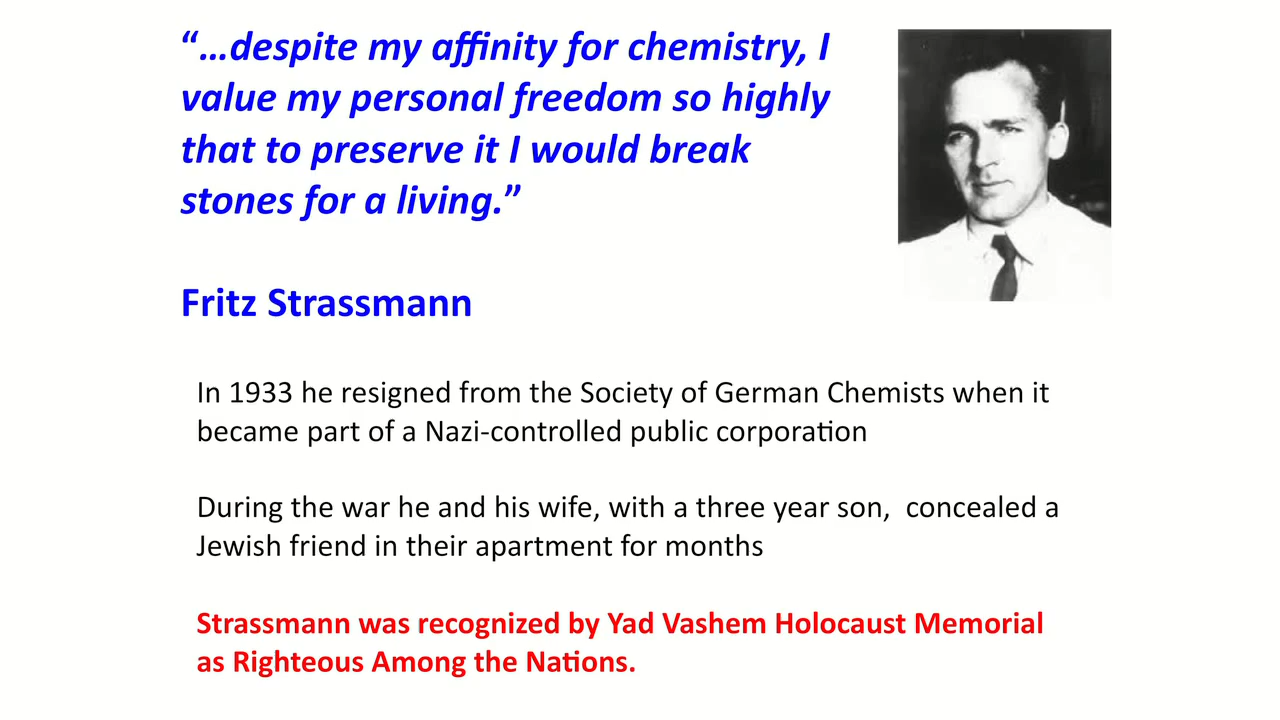 “…despite my affinity for chemistry, I
value my personal freedom so highly
that to preserve it I would break
stones for a living.”
Fritz Strassmann
In 1933 he resigned from the Society of German Chemists when it
became part of a Nazi-controlled public corporation
During the war he and his wife, with a three year son,  concealed a
Jewish friend in their apartment for months
Strassmann was recognized by Yad Vashem Holocaust Memorial
as Righteous Among the Nations.